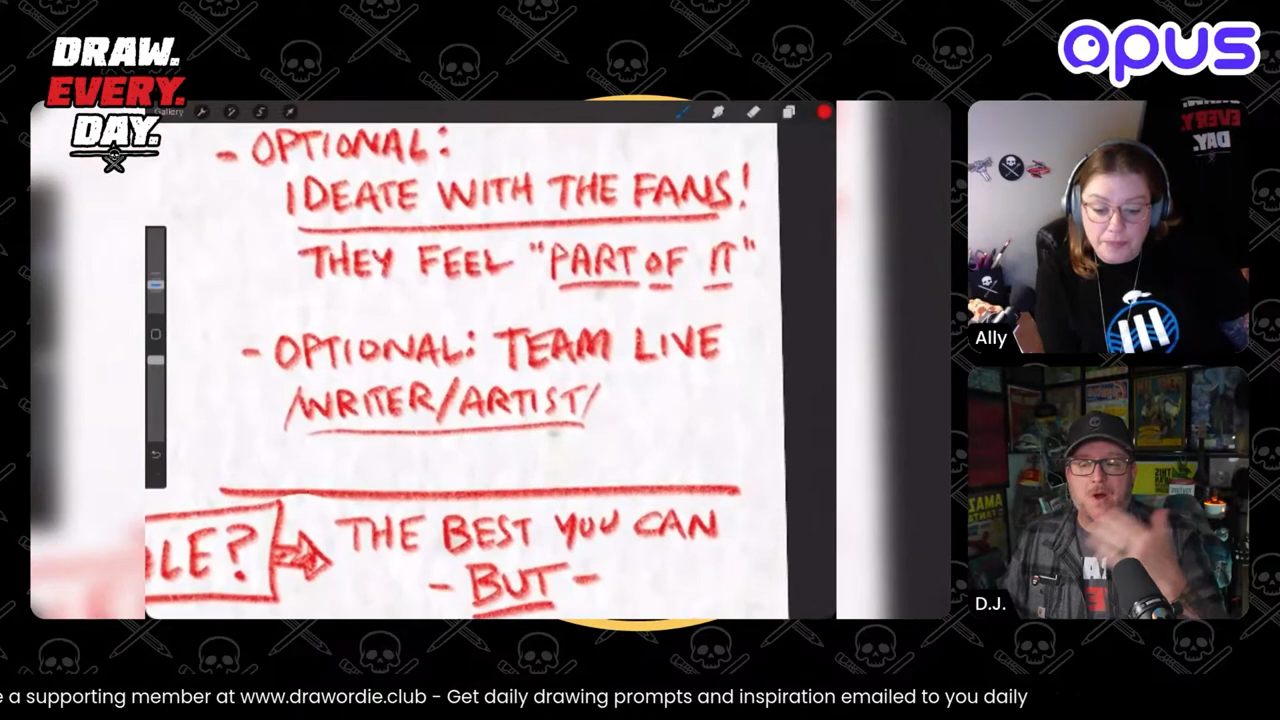 DRAW.
EVERY.
DAY.
opus
Gallery
- OPTIONAL:
IDEATE WITH THE FANS!
THEY FEEL "PART OF IT"
- OPTIONAL: TEAM LIVE
/WRITER/ARTIST/
LE? THE BEST YOU CAN
- BUT -
Ally
D.J.
e a supporting member at www.drawordie.club - Get daily drawing prompts and inspiration emailed to you daily